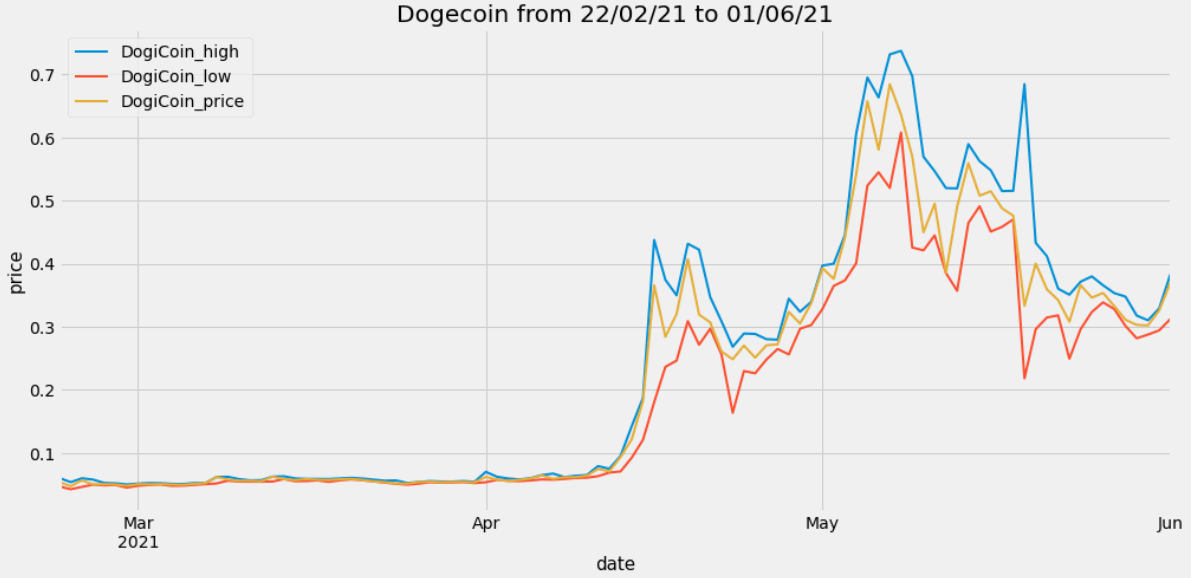 Dogecoin from 22/02/21 to 01/06/21
DogiCoin_high
DogiCoin_low
DogiCoin_price
price
0.7
0.6
0.5
0.4
0.3
0.2
0.1
Mar
2021
Apr
May
Jun
date